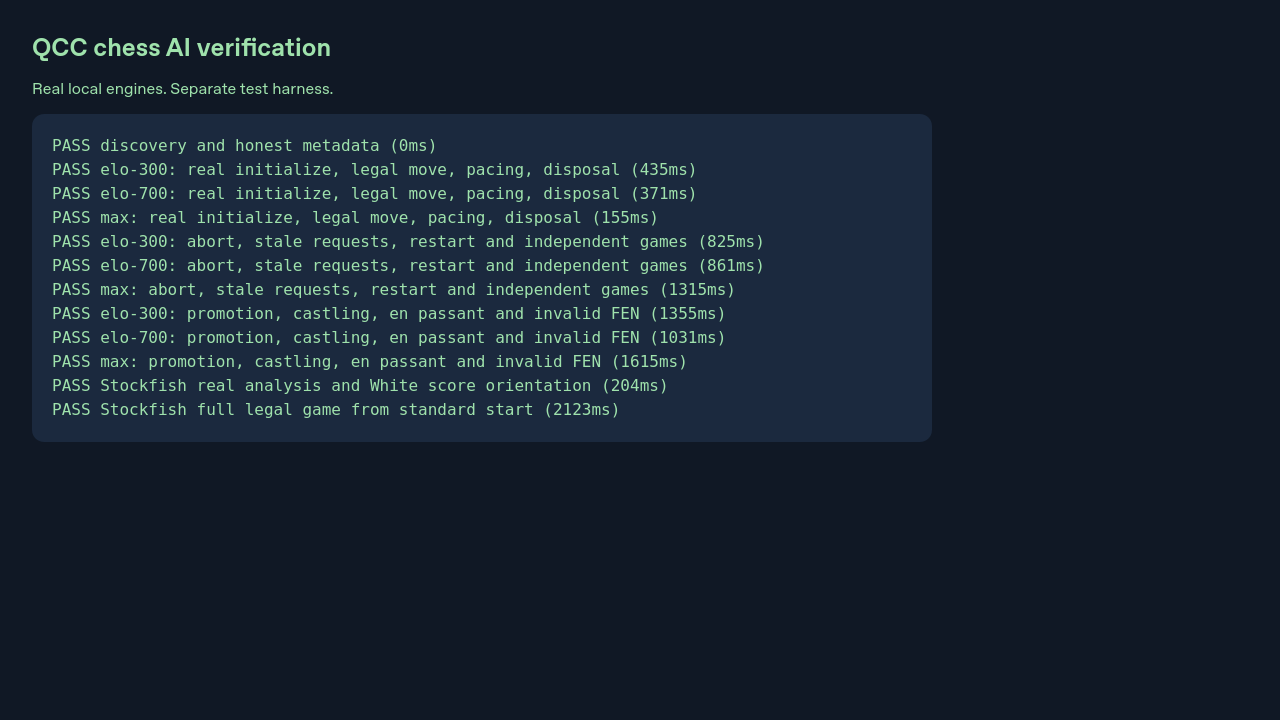 QCC chess AI verification
Real local engines. Separate test harness.
PASS discovery and honest metadata (0ms)
PASS elo-300: real initialize, legal move, pacing, disposal (435ms)
PASS elo-700: real initialize, legal move, pacing, disposal (371ms)
PASS max: real initialize, legal move, pacing, disposal (155ms)
PASS elo-300: abort, stale requests, restart and independent games (825ms)
PASS elo-700: abort, stale requests, restart and independent games (861ms)
PASS max: abort, stale requests, restart and independent games (1315ms)
PASS elo-300: promotion, castling, en passant and invalid FEN (1355ms)
PASS elo-700: promotion, castling, en passant and invalid FEN (1031ms)
PASS max: promotion, castling, en passant and invalid FEN (1615ms)
PASS Stockfish real analysis and White score orientation (204ms)
PASS Stockfish full legal game from standard start (2123ms)